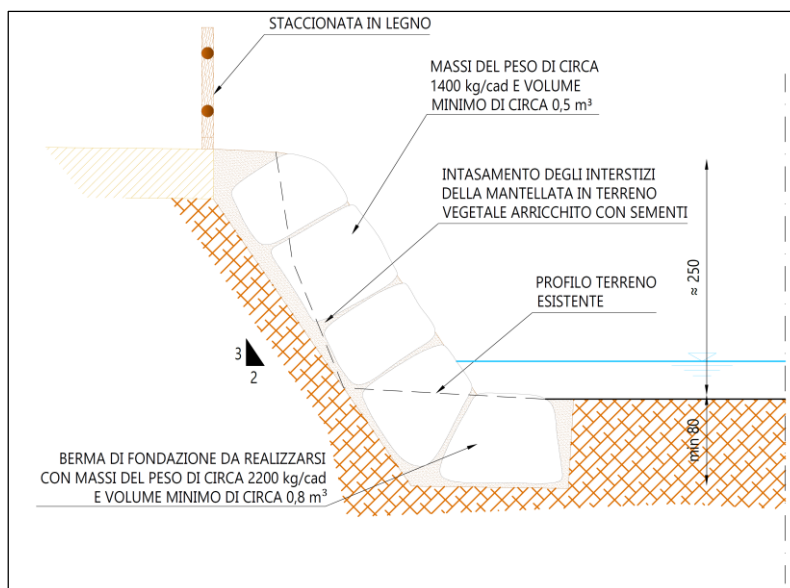 STACCIONATA IN LEGNO
MASSI DEL PESO DI CIRCA
1400 kg/cad E VOLUME
MINIMO DI CIRCA 0,5 m³
INTASAMENTO DEGLI INTERSTIZI
DELLA MANTELLATA IN TERRENO
VEGETALE ARRICCHITO CON SEMENTI
PROFILO TERRENO
ESISTENTE
≈ 250
3
2
min 80
BERMA DI FONDAZIONE DA REALIZZARSI
CON MASSI DEL PESO DI CIRCA 2200 kg/cad
E VOLUME MINIMO DI CIRCA 0,8 m³